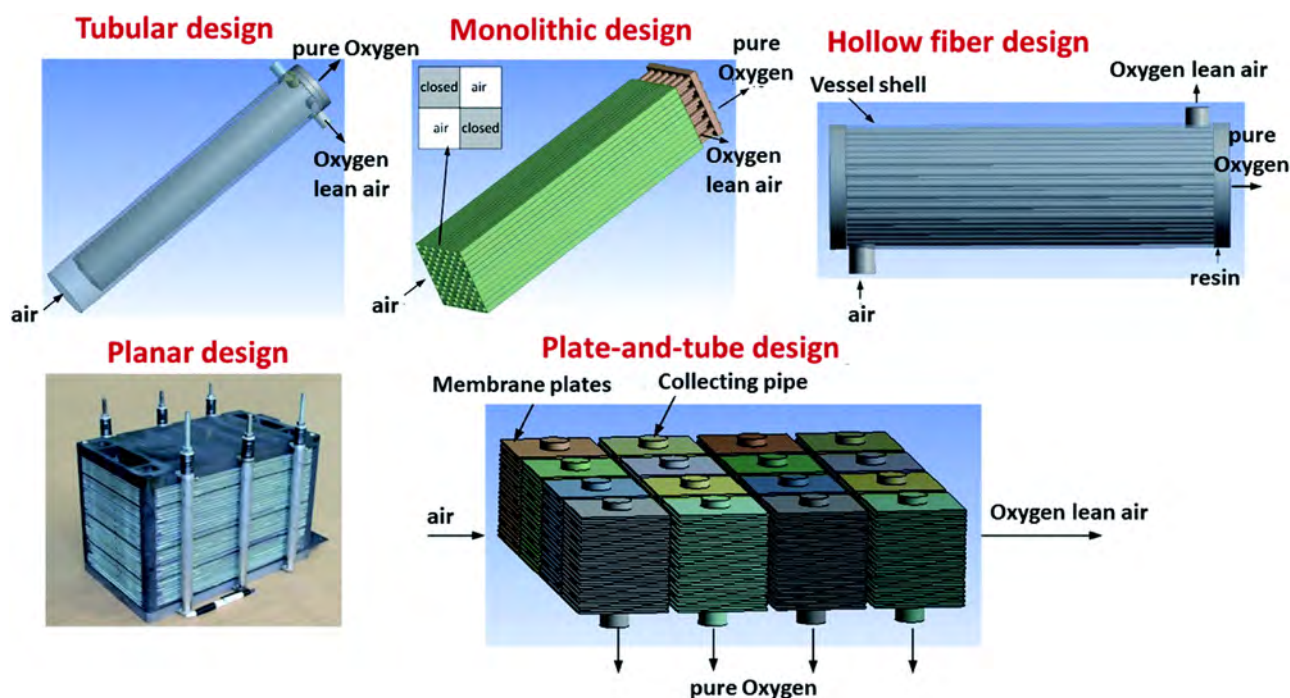 Tubular design
pure Oxygen
Oxygen
lean air
air
Monolithic design
closed
air
air
closed
pure
Oxygen
Oxygen
lean air
air
Hollow fiber design
Oxygen lean air
Vessel shell
pure
Oxygen
resin
air
Planar design
Plate-and-tube design
Membrane plates
Collecting pipe
air
Oxygen lean air
pure Oxygen